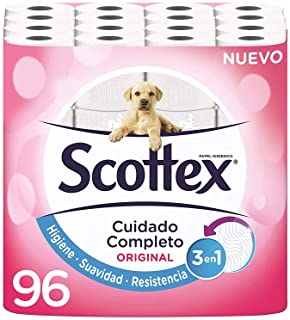 NUEVO
PAPEL HIGIÉNICO
Scottex®
Cuidado
Completo
ORIGINAL
3 en 1
Higiene · Suavidad · Resistencia
96